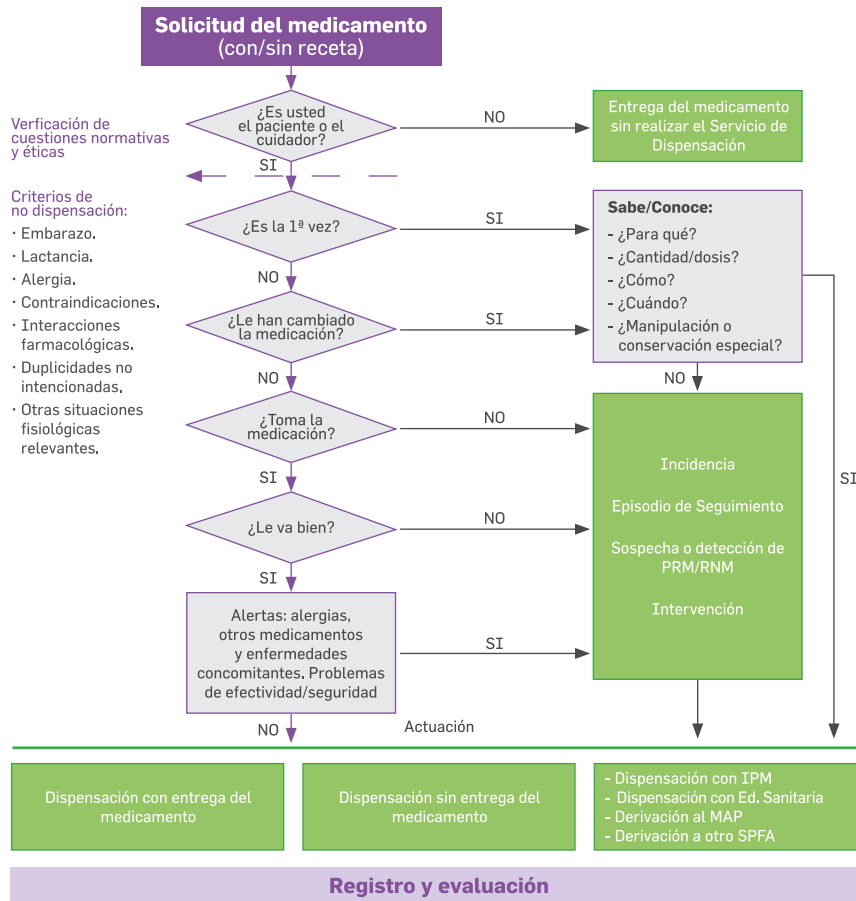 Solicitud del medicamento
(con/sin receta)
¿Es usted
el paciente o el
cuidador?
NO
Entrega del medicamento
sin realizar el Servicio de
Dispensación
Verficación de
cuestiones normativas
y éticas
SI
Criterios de
no dispensación:
· Embarazo.
· Lactancia.
· Alergia.
· Contraindicaciones.
· Interacciones
farmacológicas.
· Duplicidades no
intencionadas.
· Otras situaciones
fisiológicas
relevantes.
¿Es la 1ª vez?
SI
Sabe/Conoce:
- ¿Para qué?
- ¿Cantidad/dosis?
- ¿Cómo?
- ¿Cuándo?
- ¿Manipulación o
conservación especial?
NO
¿Le han cambiado
la medicación?
SI
NO
NO
¿Toma la
medicación?
NO
SI
Incidencia
Episodio de Seguimiento
Sospecha o detección de
PRM/RNM
Intervención
SI
¿Le va bien?
NO
SI
Alertas: alergias,
otros medicamentos
y enfermedades
concomitantes. Problemas
de efectividad/seguridad
SI
NO
Actuación
Dispensación con entrega del
medicamento
Dispensación sin entrega del
medicamento
- Dispensación con IPM
- Dispensación con Ed. Sanitaria
- Derivación al MAP
- Derivación a otro SPFA
Registro y evaluación